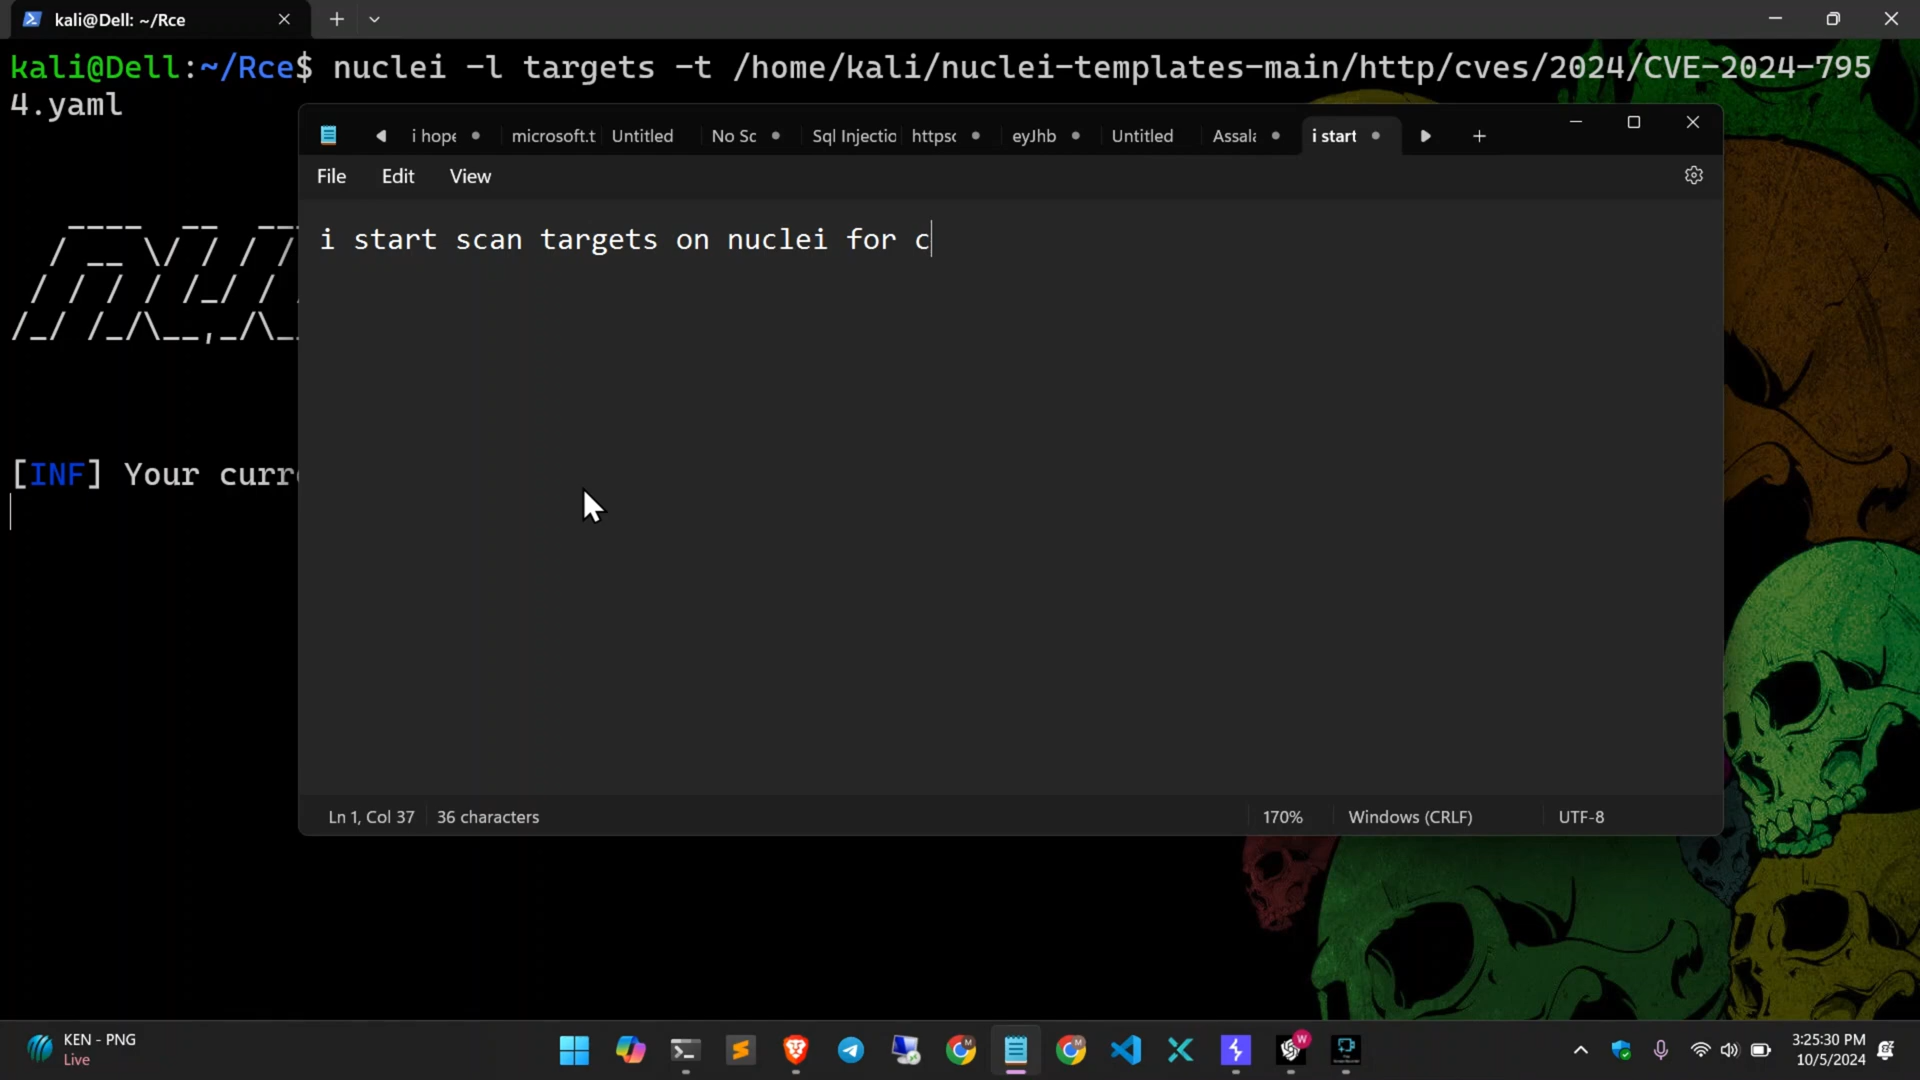 kali@Dell: ~/Rce
kali@Dell:~/Rce$ nuclei -l targets -t /home/kali/nuclei-templates-main/http/cves/2024/CVE-2024-795
4.yaml
i hope microsoft.t Untitled No Sc Sql Injectio httpsc eyJhb Untitled Assala i start
File Edit View
i start scan targets on nuclei for c
[INF] Your curr
Ln 1, Col 37 36 characters 170% Windows (CRLF) UTF-8
KEN - PNG
Live
3:25:30 PM
10/5/2024